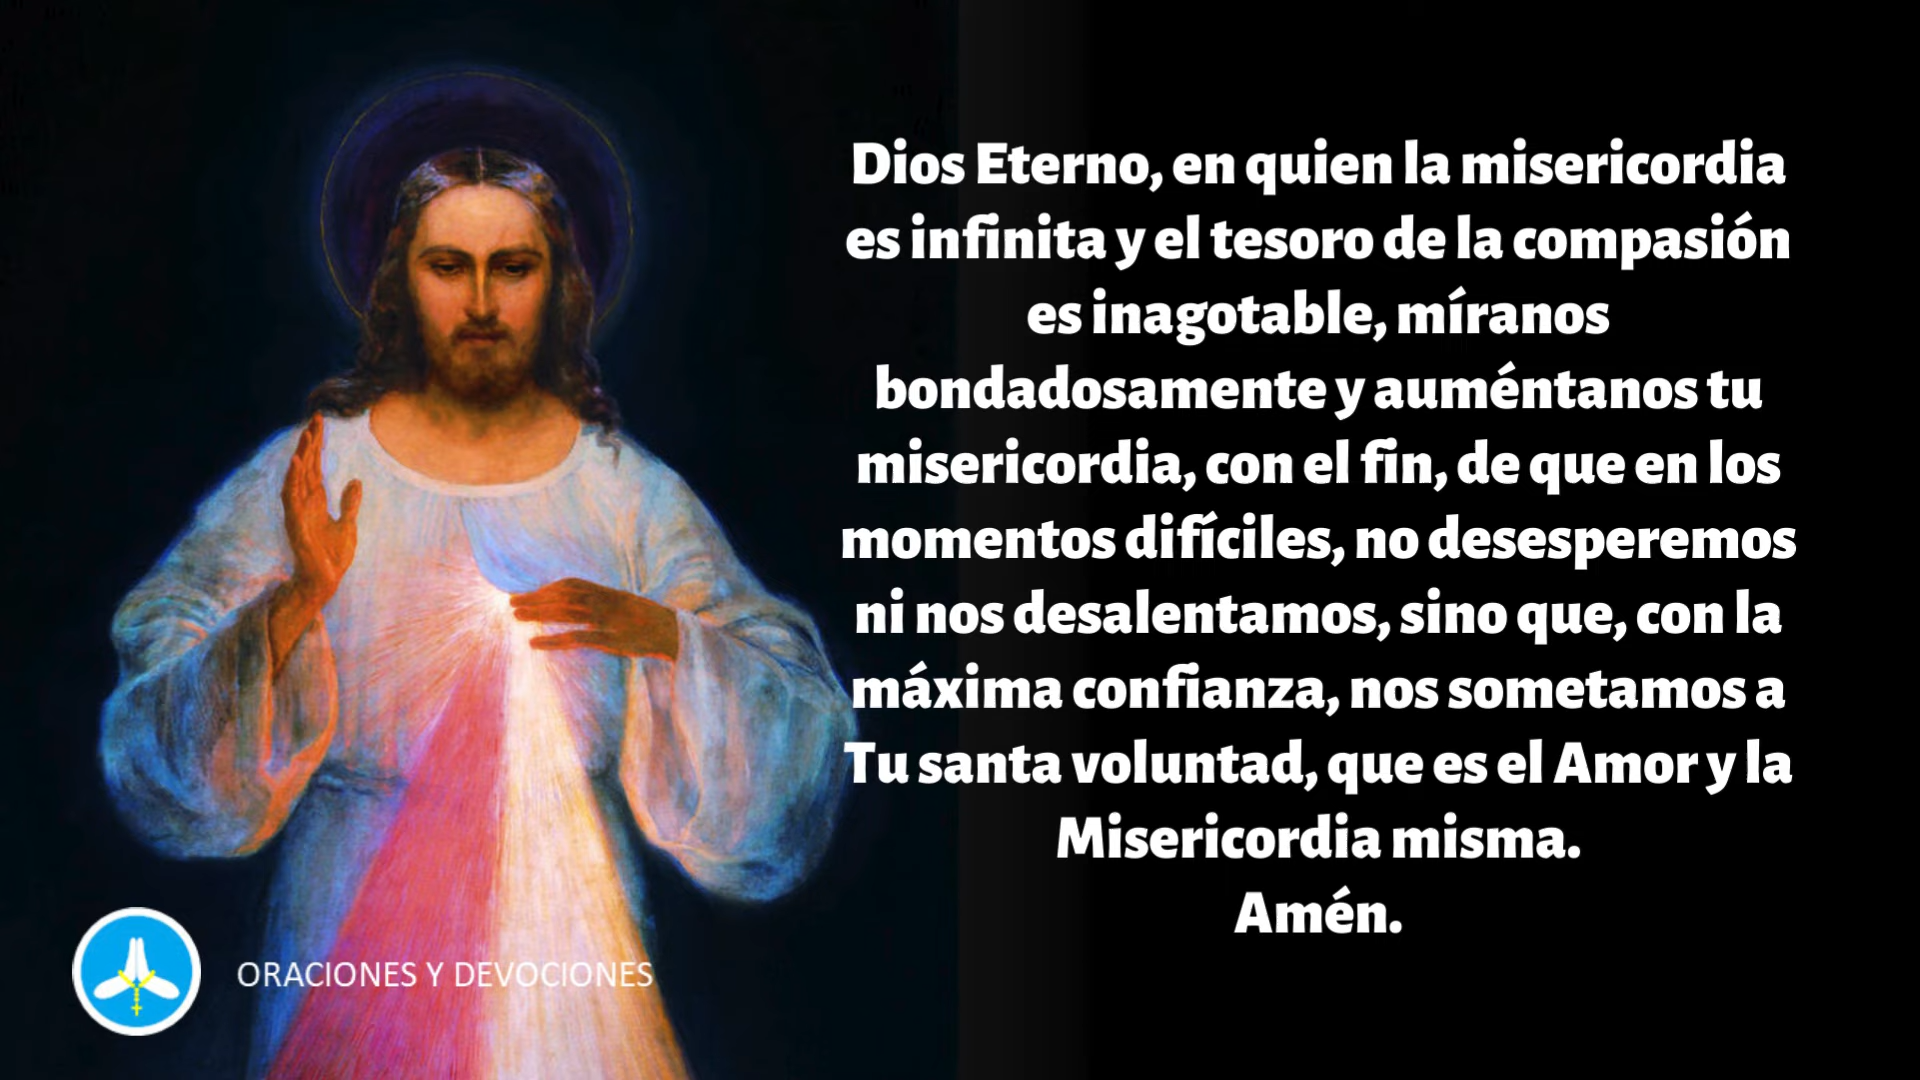 Dios Eterno, en quien la misericordia
es infinita y el tesoro de la compasión
es inagotable, míranos
bondadosamente y auméntanos tu
misericordia, con el fin, de que en los
momentos difíciles, no desesperemos
ni nos desalentamos, sino que, con la
máxima confianza, nos sometamos a
Tu santa voluntad, que es el Amor y la
Misericordia misma.
Amén.
ORACIONES Y DEVOCIONES